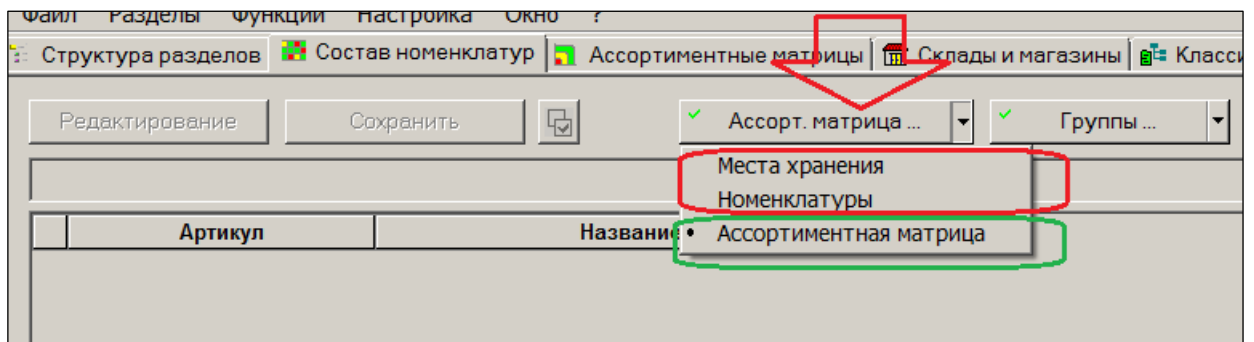 Файл Разделы Функции Настройка Окно ?
Структура разделов Состав номенклатур Ассортиментные матрицы Склады и магазины Класси
Редактирование Сохранить Ассорт. матрица ... Группы ...
Места хранения
Номенклатуры
Артикул Название Ассортиментная матрица